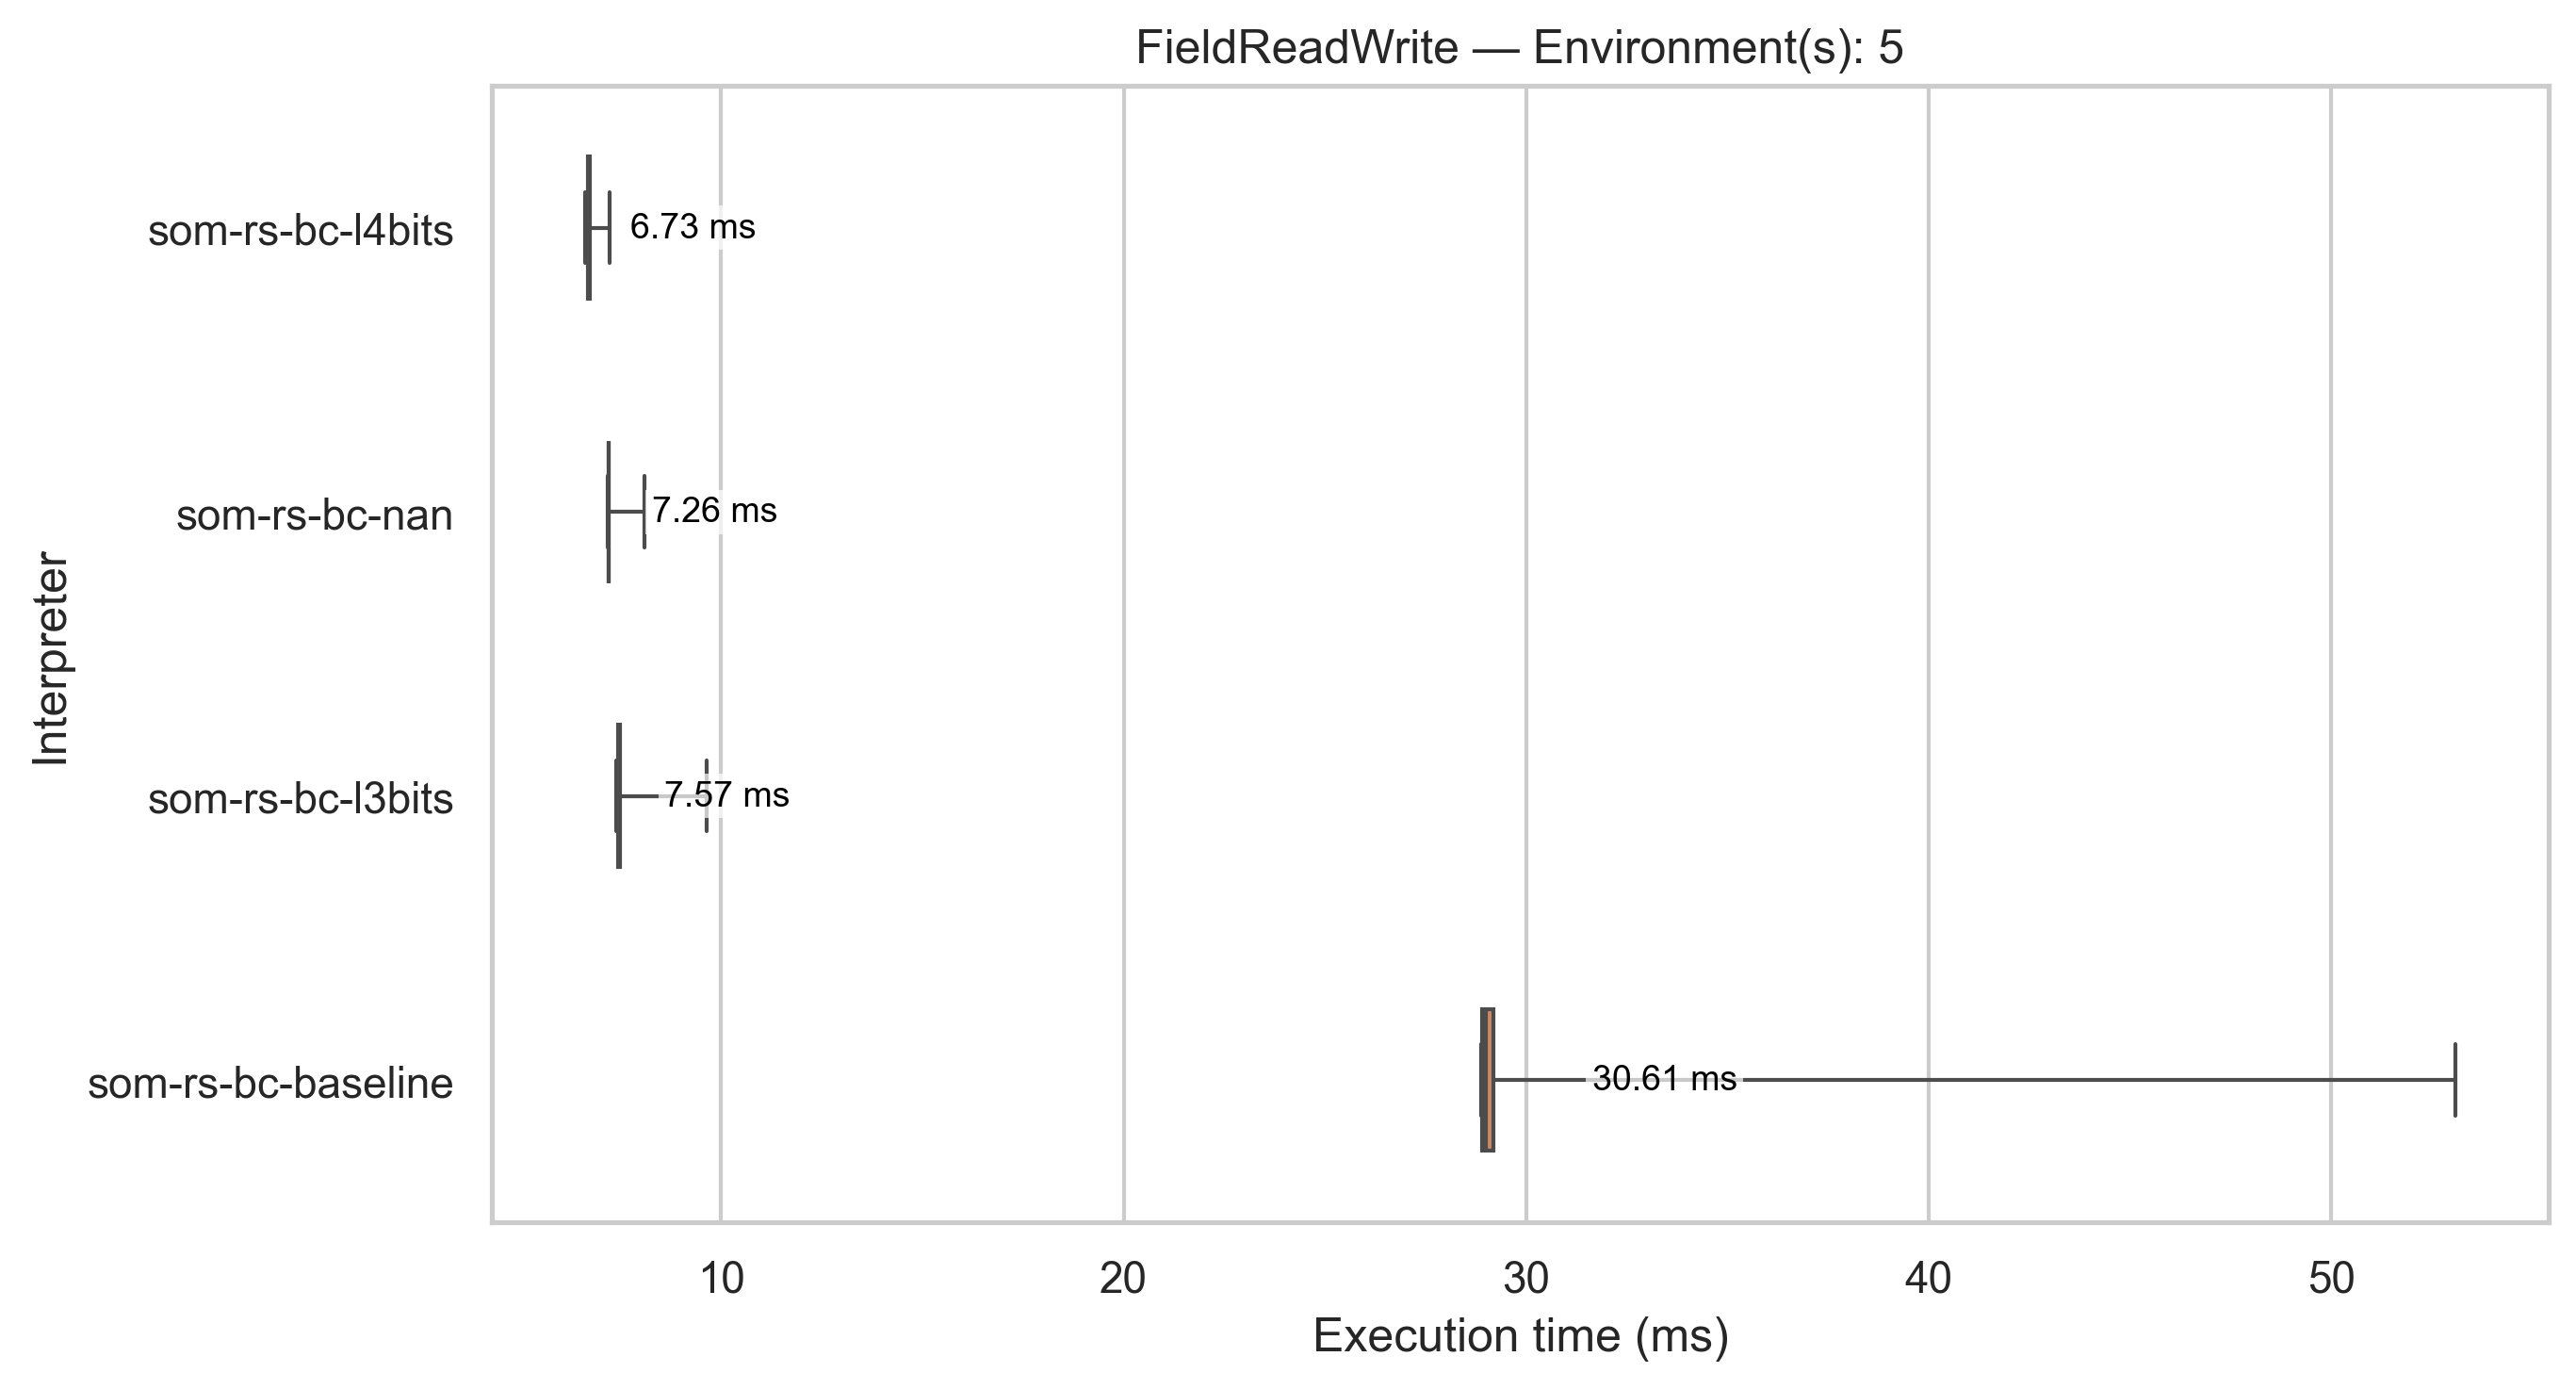 FieldReadWrite — Environment(s): 5
som-rs-bc-l4bits
6.73 ms
som-rs-bc-nan
7.26 ms
som-rs-bc-l3bits
7.57 ms
som-rs-bc-baseline
30.61 ms
Interpreter
10 20 30 40 50
Execution time (ms)